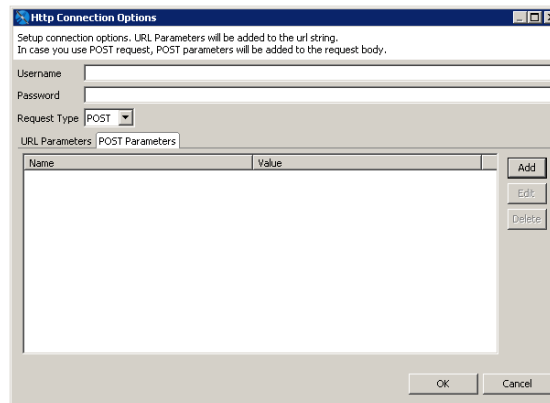 Http Connection Options
Setup connection options. URL Parameters will be added to the url string.
In case you use POST request, POST parameters will be added to the request body.
Username
Password
Request Type POST
URL Parameters POST Parameters
Name Value
Add
Edit
Delete
OK Cancel